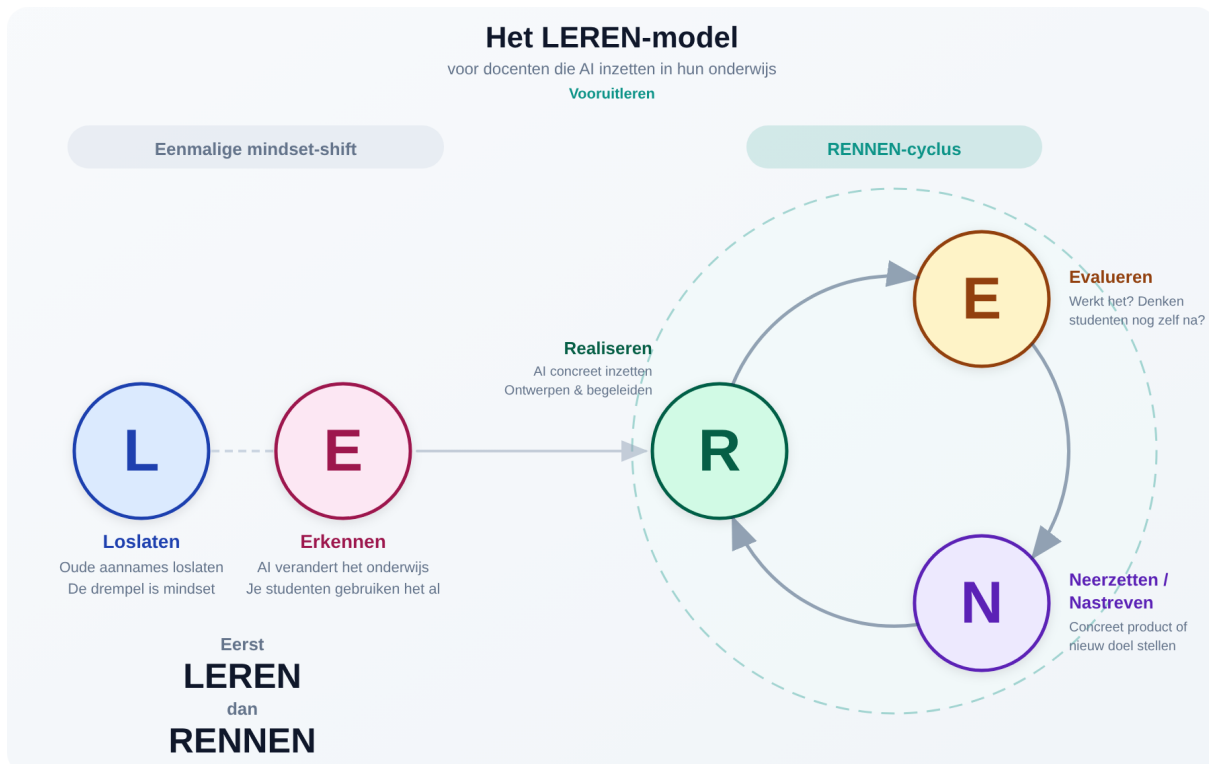 Het LEREN-model
voor docenten die AI inzetten in hun onderwijs
Vooruitleren
Eenmalige mindset-shift
RENNEN-cyclus
L
Loslaten
Oude aannames loslaten
De drempel is mindset
E
Erkennen
AI verandert het onderwijs
Je studenten gebruiken het al
Realiseren
AI concreet inzetten
Ontwerpen & begeleiden
R
E
Evalueren
Werkt het? Denken
studenten nog zelf na?
N
Neerzetten /
Nastreven
Concreet product of
nieuw doel stellen
Eerst
LEREN
dan
RENNEN